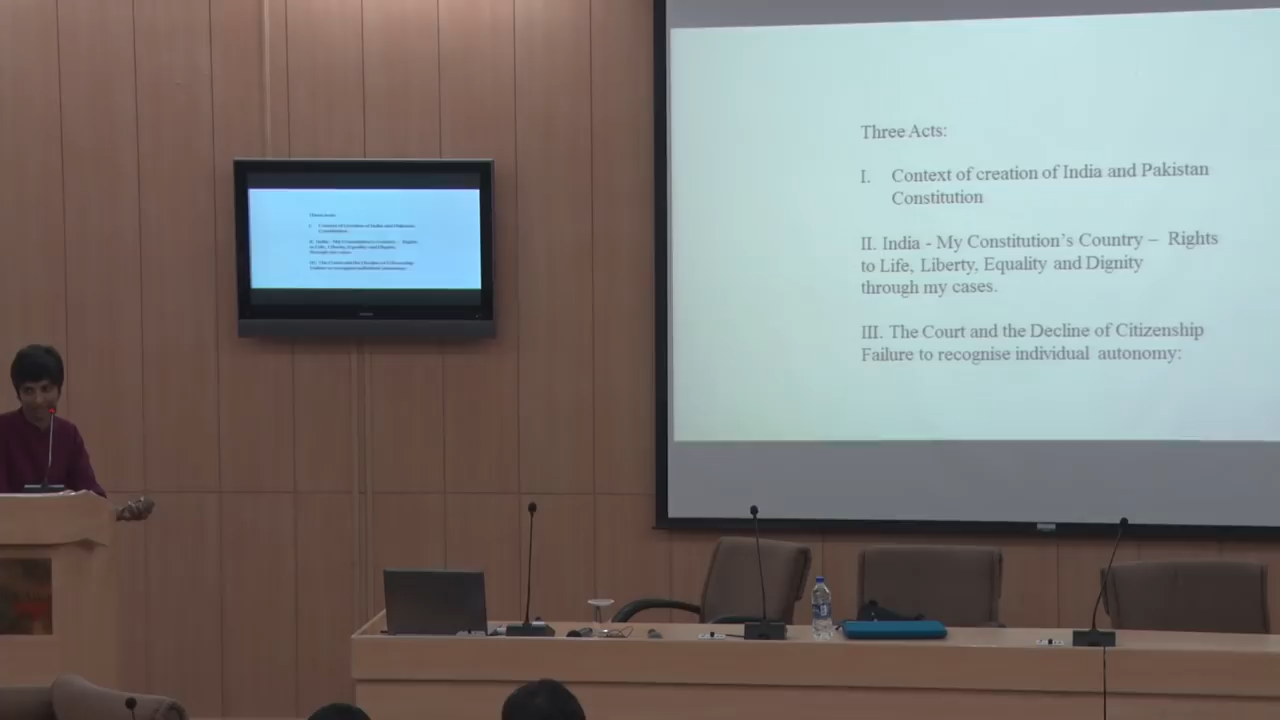 Three Acts:
I. Context of creation of India and Pakistan
Constitution
II. India - My Constitution's Country – Rights
to Life, Liberty, Equality and Dignity
through my cases.
III. The Court and the Decline of Citizenship
Failure to recognise individual autonomy: